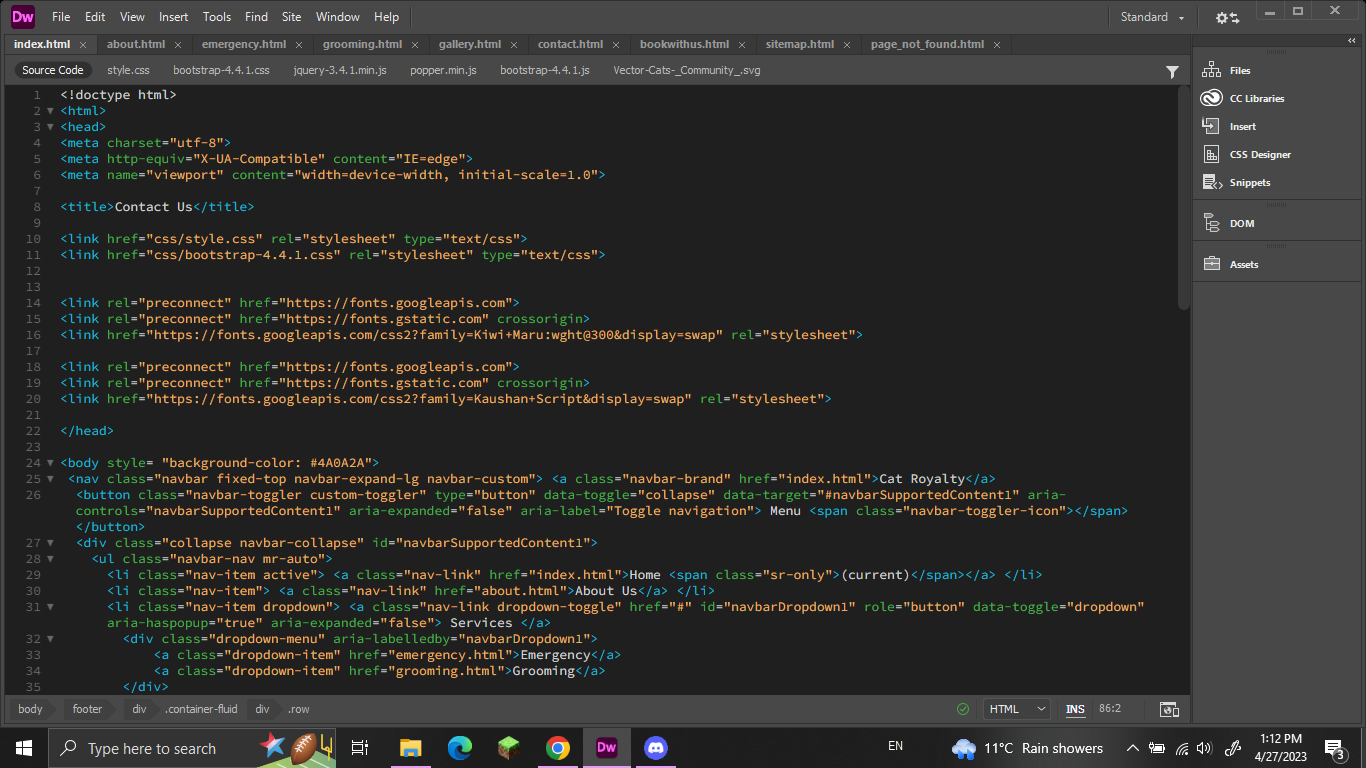 Dw File Edit View Insert Tools Find Site Window Help Standard
index.html about.html emergency.html grooming.html gallery.html contact.html bookwithus.html sitemap.html page_not_found.html
Source Code style.css bootstrap-4.4.1.css jquery-3.4.1.min.js popper.min.js bootstrap-4.4.1.js Vector-Cats-_Community_.svg
1 <!doctype html>
2 <html>
3 <head>
4 <meta charset="utf-8">
5 <meta http-equiv="X-UA-Compatible" content="IE=edge">
6 <meta name="viewport" content="width=device-width, initial-scale=1.0">
7
8 <title>Contact Us</title>
9
10 <link href="css/style.css" rel="stylesheet" type="text/css">
11 <link href="css/bootstrap-4.4.1.css" rel="stylesheet" type="text/css">
12
13
14 <link rel="preconnect" href="https://fonts.googleapis.com">
15 <link rel="preconnect" href="https://fonts.gstatic.com" crossorigin>
16 <link href="https://fonts.googleapis.com/css2?family=Kiwi+Maru:wght@300&display=swap" rel="stylesheet">
17
18 <link rel="preconnect" href="https://fonts.googleapis.com">
19 <link rel="preconnect" href="https://fonts.gstatic.com" crossorigin>
20 <link href="https://fonts.googleapis.com/css2?family=Kaushan+Script&display=swap" rel="stylesheet">
21
22 </head>
23
24 <body style= "background-color: #4A0A2A">
25 <nav class="navbar fixed-top navbar-expand-lg navbar-custom"> <a class="navbar-brand" href="index.html">Cat Royalty</a>
26 <button class="navbar-toggler custom-toggler" type="button" data-toggle="collapse" data-target="#navbarSupportedContent1" aria-
controls="navbarSupportedContent1" aria-expanded="false" aria-label="Toggle navigation"> Menu <span class="navbar-toggler-icon"></span>
</button>
27 <div class="collapse navbar-collapse" id="navbarSupportedContent1">
28 <ul class="navbar-nav mr-auto">
29 <li class="nav-item active"> <a class="nav-link" href="index.html">Home <span class="sr-only">(current)</span></a> </li>
30 <li class="nav-item"> <a class="nav-link" href="about.html">About Us</a> </li>
31 <li class="nav-item dropdown"> <a class="nav-link dropdown-toggle" href="#" id="navbarDropdown1" role="button" data-toggle="dropdown"
aria-haspopup="true" aria-expanded="false"> Services </a>
32 <div class="dropdown-menu" aria-labelledby="navbarDropdown1">
33 <a class="dropdown-item" href="emergency.html">Emergency</a>
34 <a class="dropdown-item" href="grooming.html">Grooming</a>
35 </div>
Files
CC Libraries
Insert
CSS Designer
Snippets
DOM
Assets
body footer div .container-fluid div .row HTML INS 86:2
Type here to search Dw EN 11°C Rain showers 1:12 PM
4/27/2023 3